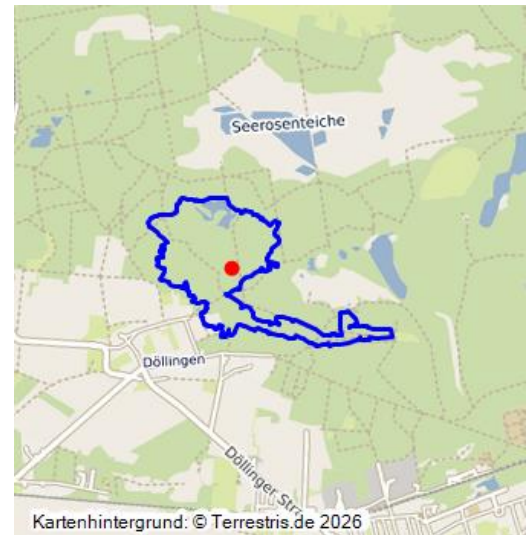 Seerosenteiche
Döllingen
Döllinger Str
Kartenhintergrund: © Terrestris.de 2026